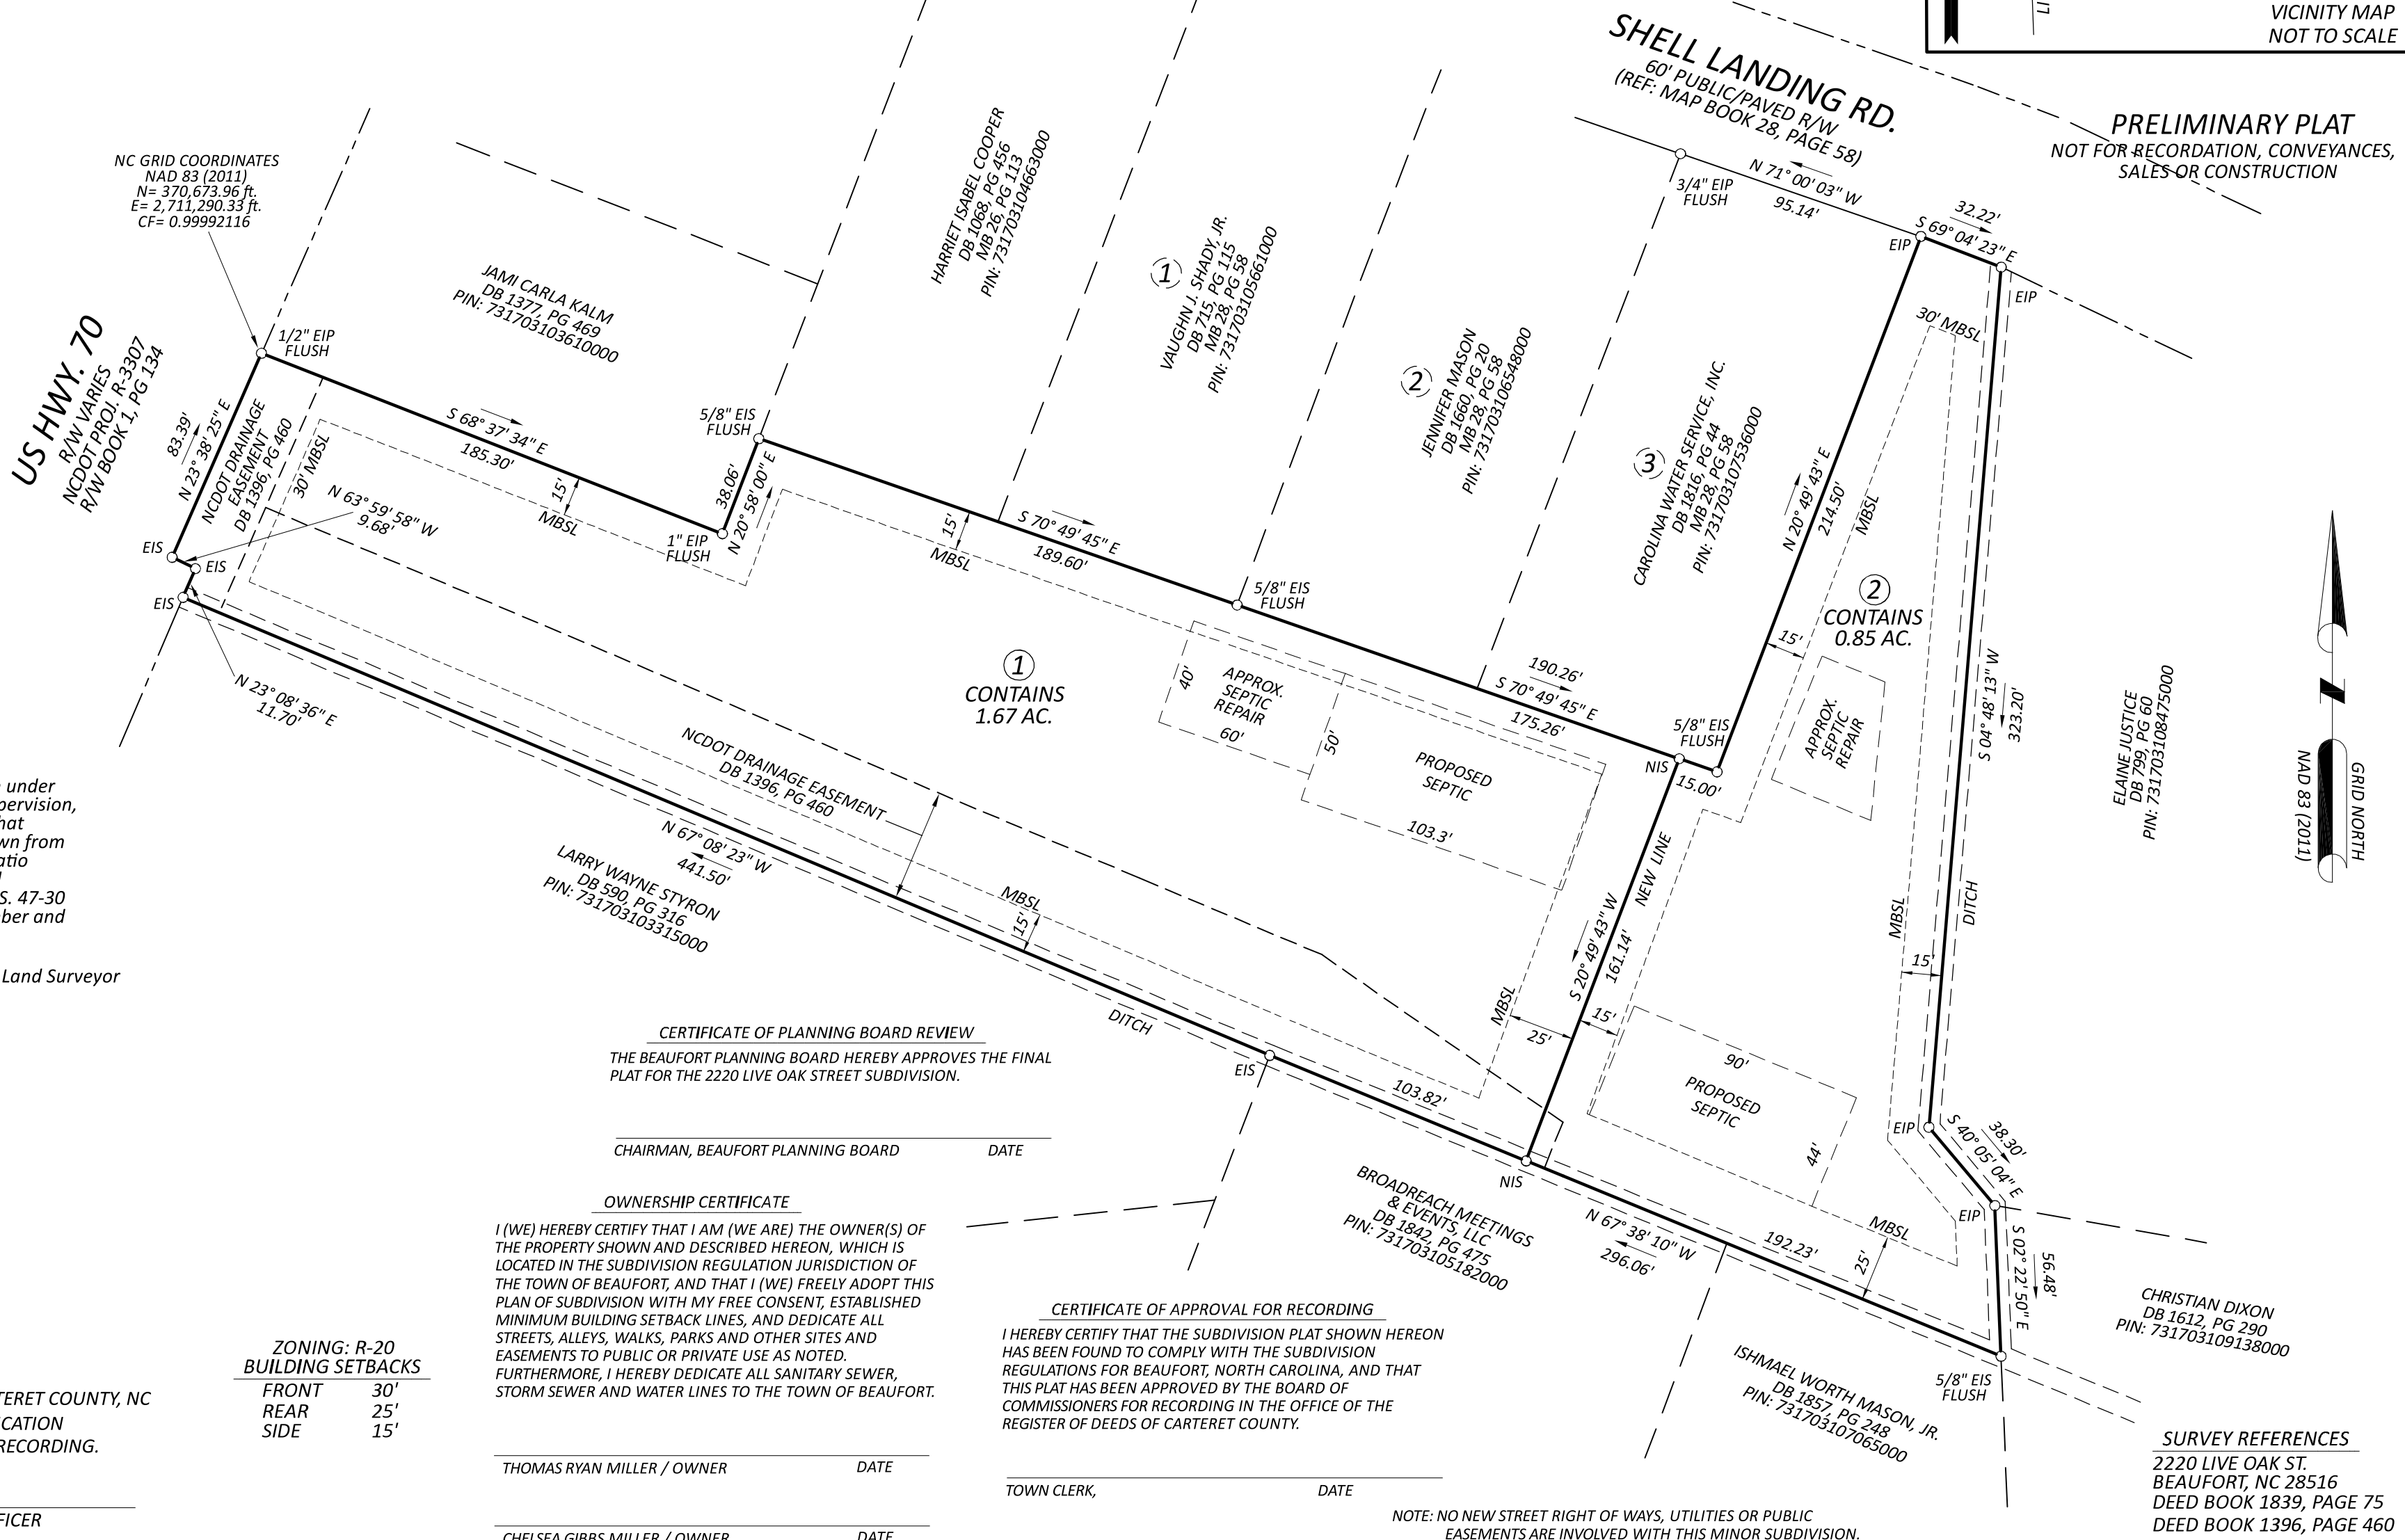 VICINITY MAP
NOT TO SCALE
17
SHELL LANDING RD.
60' PUBLIC/PAVED R/W
(REF: MAP BOOK 28, PAGE 58)
PRELIMINARY PLAT
NOT FOR RECORDATION, CONVEYANCES,
SALES OR CONSTRUCTION
NC GRID COORDINATES
NAD 83 (2011)
N= 370,673.96 ft.
E= 2,711,290.33 ft.
CF= 0.99992116
US HWY. 70
R/W VARIES
NCDOT PROJ. R-3307
R/W BOOK 1, PG 134
1/2" EIP
FLUSH
83.39'
N 23° 38' 25" E
NCDOT DRAINAGE
EASEMENT
DB 1396, PG 460
30' MBSL
JAMI CARLA KALM
DB 1377, PG 469
PIN: 731703103610000
S 68° 37' 34" E
185.30'
15'
MBSL
N 63° 59' 58" W
9.68'
EIS
EIS
EIS
N 23° 08' 36" E
11.70'
5/8" EIS
FLUSH
38.06'
N 20° 58' 00" E
1" EIP
FLUSH
HARRIET ISABEL COOPER
DB 1068, PG 456
MB 26, PG 113
PIN: 731703104663000
1
VAUGHN J. SHADY, JR.
DB 715, PG 115
MB 28, PG 58
PIN: 731703105661000
15'
MBSL
S 70° 49' 45" E
189.60'
5/8" EIS
FLUSH
2
JENNIFER MASON
DB 1660, PG 20
MB 28, PG 58
PIN: 731703106548000
3
CAROLINA WATER SERVICE, INC.
DB 1816, PG 44
MB 28, PG 58
PIN: 731703107536000
3/4" EIP
FLUSH
N 71° 00' 03" W
95.14'
32.22'
S 69° 04' 23" E
EIP
EIP
30' MBSL
N 20° 49' 43" E
214.50'
MBSL
2
CONTAINS
0.85 AC.
15'
APPROX.
SEPTIC
REPAIR
S 04° 48' 13" W
323.20'
DITCH
MBSL
15'
ELAINE JUSTICE
DB 799, PG 60
PIN: 731703108475000
N
GRID NORTH
NAD 83 (2011)
1
CONTAINS
1.67 AC.
40'
APPROX.
SEPTIC
REPAIR
60'
50'
PROPOSED
SEPTIC
103.3'
190.26'
S 70° 49' 45" E
175.26'
5/8" EIS
FLUSH
NIS
15.00'
NEW LINE
S 20° 49' 43" W
161.14'
MBSL
25'
15'
90'
PROPOSED
SEPTIC
44'
EIP
38.30'
S 40° 05' 04" E
EIP
56.48'
S 02° 22' 50" E
MBSL
25'
NCDOT DRAINAGE EASEMENT
DB 1396, PG 460
N 67° 08' 23" W
441.50'
LARRY WAYNE STYRON
DB 590, PG 316
PIN: 731703103315000
MBSL
15'
DITCH
EIS
103.82'
NIS
BROADREACH MEETINGS
& EVENTS, LLC
DB 1842, PG 475
PIN: 731703105182000
N 67° 38' 10" W
296.06'
192.23'
5/8" EIS
FLUSH
ISHMAEL WORTH MASON, JR.
DB 1857, PG 248
PIN: 731703107065000
CHRISTIAN DIXON
DB 1612, PG 290
PIN: 731703109138000
under
pervision,
hat
wn from
atio
S. 47-30
ber and
Land Surveyor
CERTIFICATE OF PLANNING BOARD REVIEW
THE BEAUFORT PLANNING BOARD HEREBY APPROVES THE FINAL
PLAT FOR THE 2220 LIVE OAK STREET SUBDIVISION.
CHAIRMAN, BEAUFORT PLANNING BOARD DATE
OWNERSHIP CERTIFICATE
I (WE) HEREBY CERTIFY THAT I AM (WE ARE) THE OWNER(S) OF
THE PROPERTY SHOWN AND DESCRIBED HEREON, WHICH IS
LOCATED IN THE SUBDIVISION REGULATION JURISDICTION OF
THE TOWN OF BEAUFORT, AND THAT I (WE) FREELY ADOPT THIS
PLAN OF SUBDIVISION WITH MY FREE CONSENT, ESTABLISHED
MINIMUM BUILDING SETBACK LINES, AND DEDICATE ALL
STREETS, ALLEYS, WALKS, PARKS AND OTHER SITES AND
EASEMENTS TO PUBLIC OR PRIVATE USE AS NOTED.
FURTHERMORE, I HEREBY DEDICATE ALL SANITARY SEWER,
STORM SEWER AND WATER LINES TO THE TOWN OF BEAUFORT.
THOMAS RYAN MILLER / OWNER DATE
CHELSEA GIBBS MILLER / OWNER DATE
CERTIFICATE OF APPROVAL FOR RECORDING
I HEREBY CERTIFY THAT THE SUBDIVISION PLAT SHOWN HEREON
HAS BEEN FOUND TO COMPLY WITH THE SUBDIVISION
REGULATIONS FOR BEAUFORT, NORTH CAROLINA, AND THAT
THIS PLAT HAS BEEN APPROVED BY THE BOARD OF
COMMISSIONERS FOR RECORDING IN THE OFFICE OF THE
REGISTER OF DEEDS OF CARTERET COUNTY.
TOWN CLERK, DATE
ZONING: R-20
BUILDING SETBACKS
FRONT 30'
REAR 25'
SIDE 15'
TERET COUNTY, NC
CATION
RECORDING.
FICER
NOTE: NO NEW STREET RIGHT OF WAYS, UTILITIES OR PUBLIC
EASEMENTS ARE INVOLVED WITH THIS MINOR SUBDIVISION.
SURVEY REFERENCES
2220 LIVE OAK ST.
BEAUFORT, NC 28516
DEED BOOK 1839, PAGE 75
DEED BOOK 1396, PAGE 460